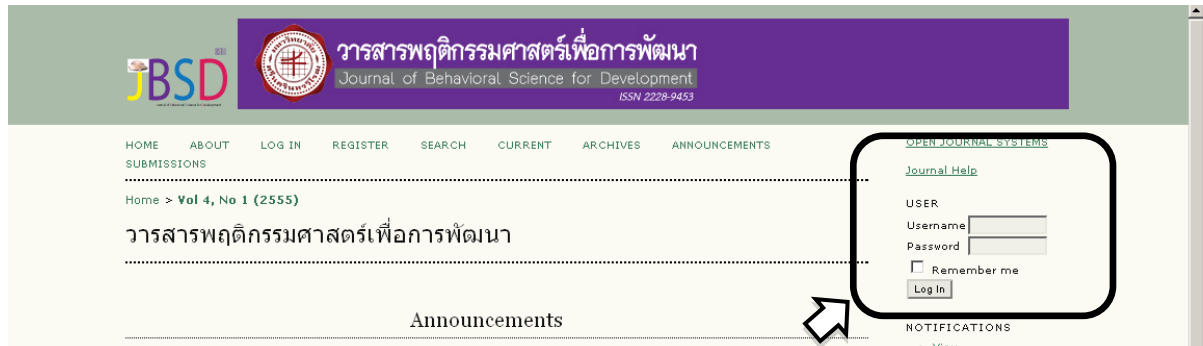 JBSD
วารสารพฤติกรรมศาสตร์เพื่อการพัฒนา
Journal of Behavioral Science for Development
ISSN 2228-9453
HOME ABOUT LOG IN REGISTER SEARCH CURRENT ARCHIVES ANNOUNCEMENTS
SUBMISSIONS
Home > Vol 4, No 1 (2555)
วารสารพฤติกรรมศาสตร์เพื่อการพัฒนา
Announcements
OPEN JOURNAL SYSTEMS
Journal Help
USER
Username
Password
Remember me
Log In
NOTIFICATIONS